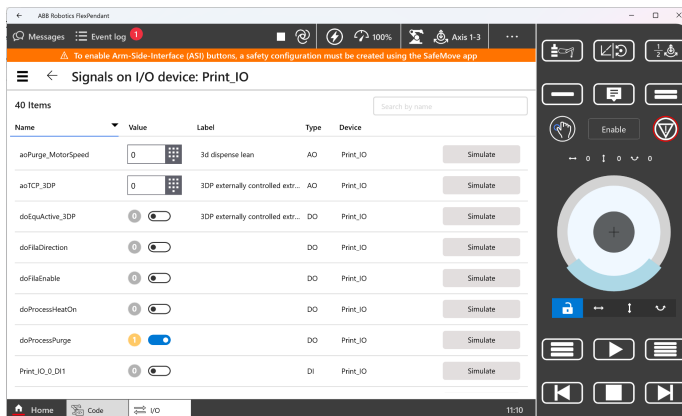 ABB Robotics FlexPendant
Messages Event log 1 100% Axis 1-3 ...
To enable Arm-Side-Interface (ASI) buttons, a safety configuration must be created using the SafeMove app
Signals on I/O device: Print_IO
40 Items Search by name
Name Value Label Type Device
aoPurge_MotorSpeed 0 3d dispense lean AO Print_IO Simulate
aoTCP_3DP 0 3DP externally controlled extr... AO Print_IO Simulate
doEquActive_3DP 0 3DP externally controlled extr... DO Print_IO Simulate
doFilaDirection 0 DO Print_IO Simulate
doFilaEnable 0 DO Print_IO Simulate
doProcessHeatOn 0 DO Print_IO Simulate
doProcessPurge 1 DO Print_IO Simulate
Print_IO_0_DI1 0 DI Print_IO Simulate
Home Code I/O 11:10
1/2
Enable
0 0 0